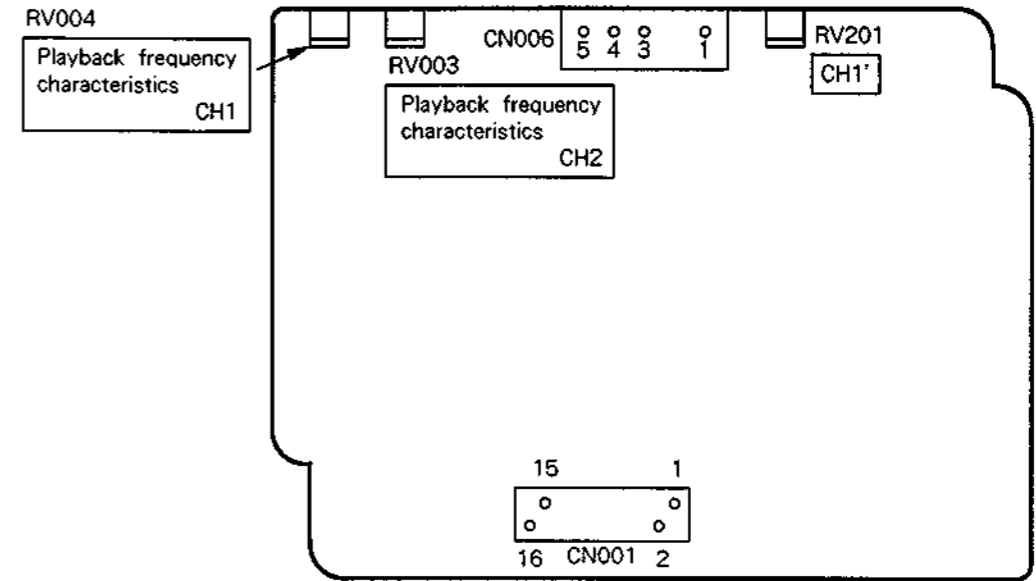 RV004
Playback frequency
characteristics
CH1
RV003
Playback frequency
characteristics
CH2
CN006
5 4 3 1
RV201
CH1'
15 1
16 CN001 2